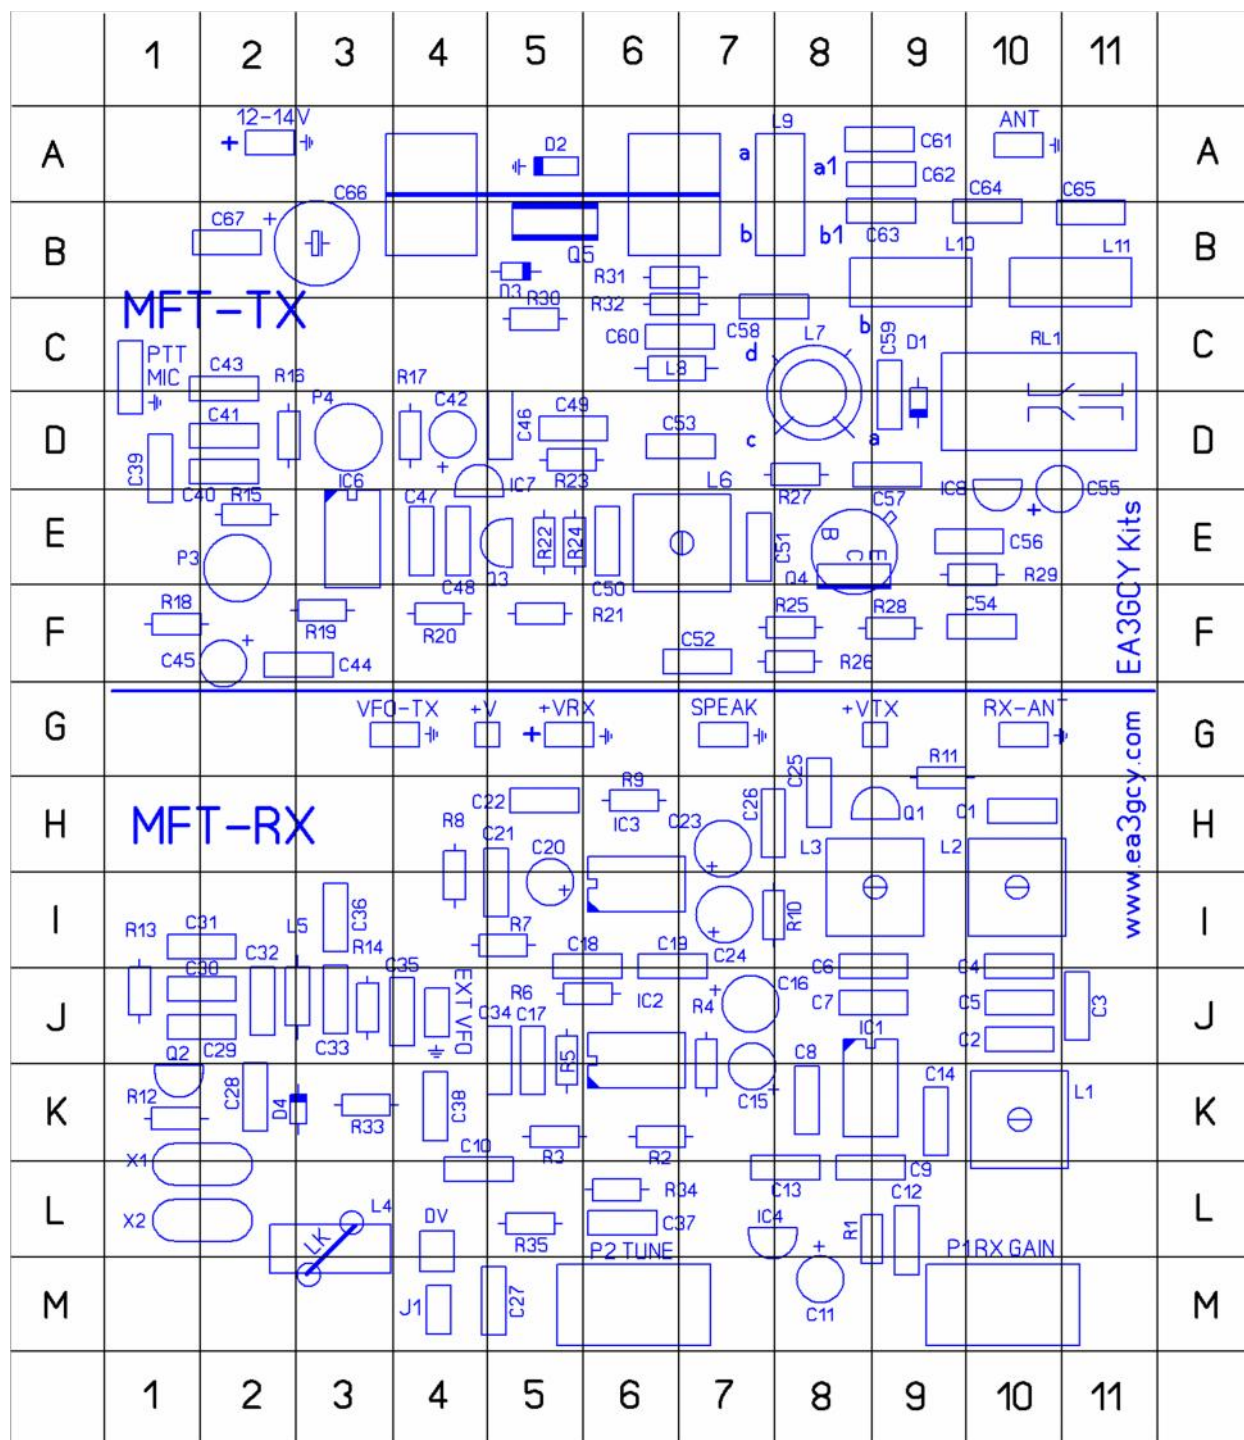 1 2 3 4 5 6 7 8 9 10 11
A 12-14V + D2 L9 a a1 C61 C62 ANT A
C66 C64 C65
B C67 + Q5 b b1 C63 L10 L11 B
D3 R31
MFT-TX R30 R32
C PTT MIC C43 R16 P4 R17 C60 L8 C58 d L7 b C59 D1 RL1 C
D C39 C41 C42 + C46 C49 C53 c a D
C40 R15 IC6 IC7 R23 L6 R27 C57 IC8 C55
E P3 C47 C48 Q3 R22 R24 C50 C51 B C E Q4 + C56 R29 EA3GCY Kits E
F R18 C45 + R19 C44 R20 R21 C52 R25 R26 R28 C54 F
G VFO-TX +V + +VRX SPEAK +VTX RX-ANT G
R11
H MFT-RX R8 C22 C21 C20 + R9 IC3 C23 + C26 C25 Q1 L3 L2 C1 www.ea3gcy.com H
I R13 C31 L5 C36 R14 R7 C18 C19 + C24 R10 I
J C30 C32 C35 C33 C29 EXT VFO R6 C34 C17 IC2 R4 + C16 C6 C7 IC1 C4 C5 C2 C3 J
K Q2 R12 C28 D4 R33 C38 R5 R3 R2 C15 + C8 C14 L1 K
X1 C10 C13 C9
L X2 LK L4 DV R35 R34 C37 IC4 R1 C12 L
P2 TUNE + P1 RX GAIN
M J1 C27 C11 M
1 2 3 4 5 6 7 8 9 10 11